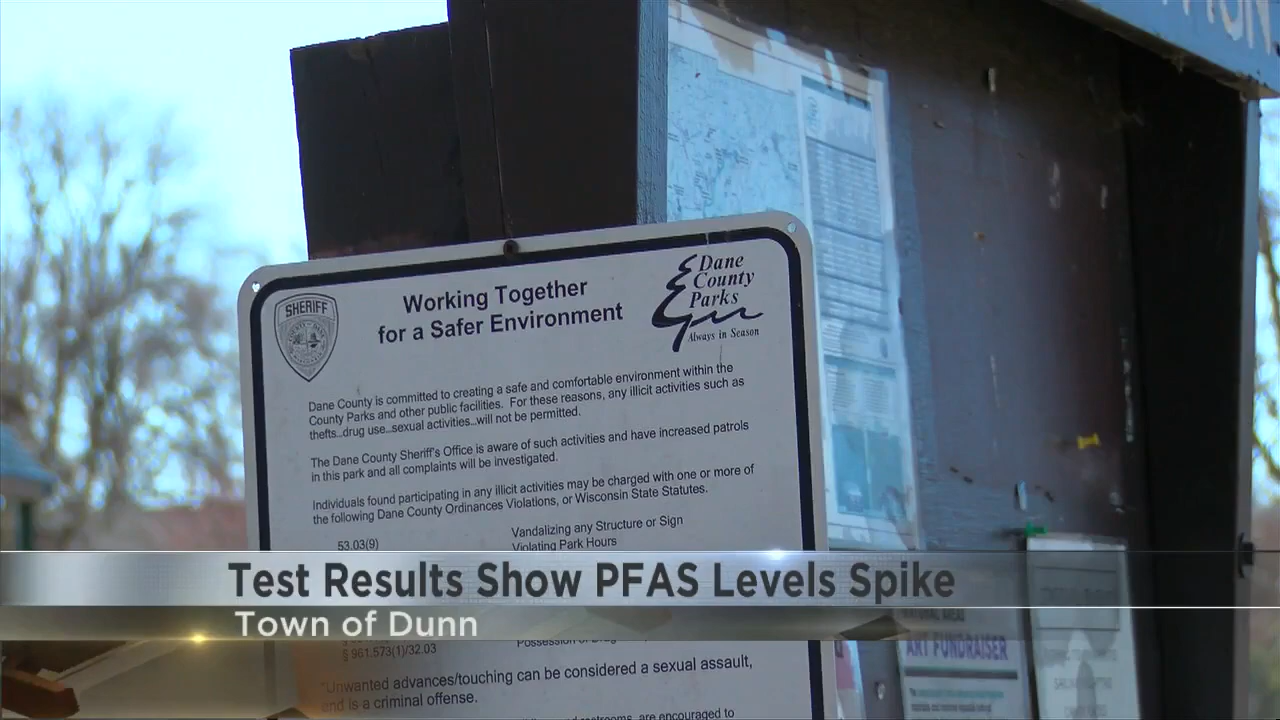 SHERIFF
Working Together
for a Safer Environment
Dane
County
Parks
Always in Season
Dane County is committed to creating a safe and comfortable environment within the
County Parks and other public facilities. For these reasons, any illicit activities such as
thefts...drug use...sexual activities...will not be permitted.
The Dane County Sheriff's Office is aware of such activities and have increased patrols
in this park and all complaints will be investigated.
Individuals found participating in any illicit activities may be charged with one or more of
the following Dane County Ordinances Violations, or Wisconsin State Statutes.
53.03(9)
Vandalizing any Structure or Sign
Violating Park Hours
Test Results Show PFAS Levels Spike
Town of Dunn
Possession of
§ 961.573(1)/32.03
*Unwanted advances/touching can be considered a sexual assault,
and is a criminal offense.
restrooms, are encouraged to
ART FUNDRAISER